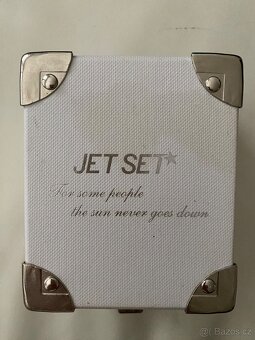 JET SET★
For some people
the sun never goes down
Bazos.cz